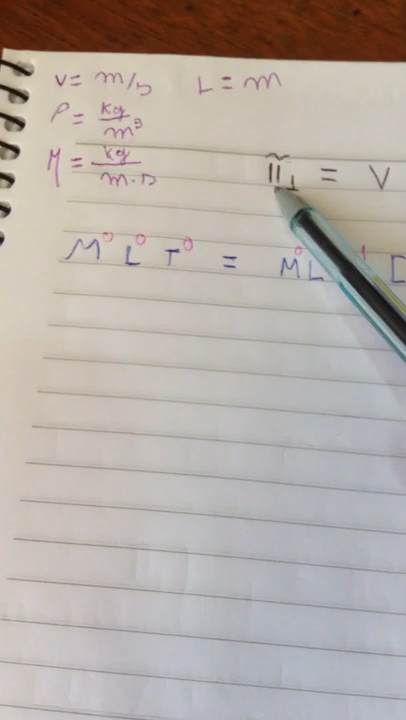 V = m/s L = m
ρ = kg/m³
μ = kg/m·s
π₁ = V
M⁰ L⁰ T⁰ = M⁰ L